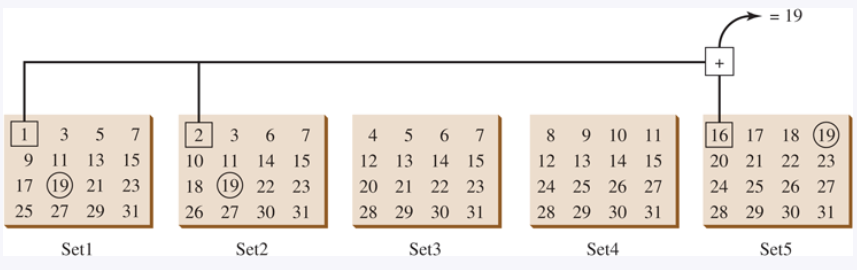 = 19
+
1 3 5 7
9 11 13 15
17 19 21 23
25 27 29 31
Set1
2 3 6 7
10 11 14 15
18 19 22 23
26 27 30 31
Set2
4 5 6 7
12 13 14 15
20 21 22 23
28 29 30 31
Set3
8 9 10 11
12 13 14 15
24 25 26 27
28 29 30 31
Set4
16 17 18 19
20 21 22 23
24 25 26 27
28 29 30 31
Set5